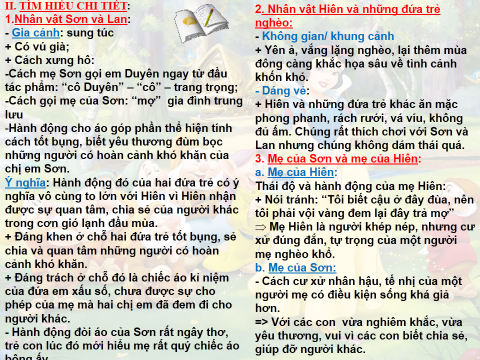 II. TÌM HIỂU CHI TIẾT:
1.Nhân vật Sơn và Lan:
- Gia cảnh: sung túc
+ Có vú già;
+ Cách xưng hô:
-Cách mẹ Sơn gọi em Duyên ngay từ đầu
tác phẩm: “cô Duyên” – “cô” – trang trọng;
-Cách gọi mẹ của Sơn: “mợ” gia đình trung
lưu
-Hành động cho áo góp phần thể hiện tính
cách tốt bụng, biết yêu thương đùm bọc
những người có hoàn cảnh khó khăn của
chị em Sơn.
Ý nghĩa: Hành động đó của hai đứa trẻ có ý
nghĩa vô cùng to lớn với Hiên vì Hiên nhận
được sự quan tâm, chia sẻ của người khác
trong cơn gió lạnh đầu mùa.
+ Đáng khen ở chỗ hai đứa trẻ tốt bụng, sẻ
chia và quan tâm những người có hoàn
cảnh khó khăn.
+ Đáng trách ở chỗ đó là chiếc áo kỉ niệm
của đứa em xấu số, chưa được sự cho
phép của mẹ mà hai chị em đã đem đi cho
người khác.
- Hành động đòi áo của Sơn rất ngây thơ,
trẻ con lúc đó mới hiểu mẹ rất quý chiếc áo
bông ấy
2, Nhân vật Hiên và những đứa trẻ
nghèo:
- Không gian/ khung cảnh
+ Yên ả, vắng lặng nghèo, lại thêm mùa
đông càng khắc họa sâu về tình cảnh
khốn khó.
- Dáng vẻ:
+ Hiên và những đứa trẻ khác ăn mặc
phong phanh, rách rưới, vá víu, không
đủ ấm. Chúng rất thích chơi với Sơn và
Lan nhưng chúng không dám thái quá.
3. Mẹ của Sơn và mẹ của Hiên:
a. Mẹ của Hiên:
Thái độ và hành động của mẹ Hiên:
+ Nói tránh: “Tôi biết cậu ở đây đùa, nên
tôi phải vội vàng đem lại đây trả mợ”
⇒ Mẹ Hiên là người khép nép, nhưng cư
xử đúng đắn, tự trọng của một người
mẹ nghèo khổ.
b. Mẹ của Sơn:
- Cách cư xử nhân hậu, tế nhị của một
người mẹ có điều kiện sống khá giả
hơn.
=> Với các con vừa nghiêm khắc, vừa
yêu thương, vui vì các con biết chia sẻ,
giúp đỡ người khác.